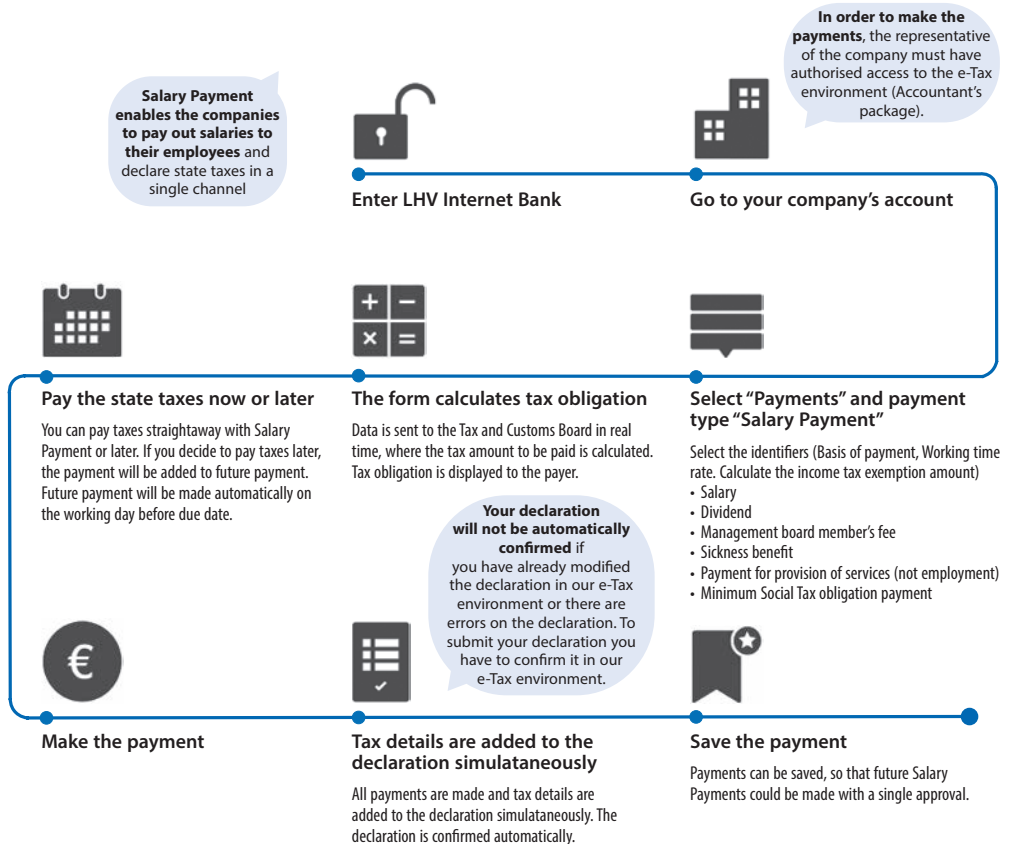 In order to make the
payments, the representative
of the company must have
authorised access to the e-Tax
environment (Accountant's
package).
Salary Payment
enables the companies
to pay out salaries to
their employees and
declare state taxes in a
single channel
Enter LHV Internet Bank
Go to your company's account
Select “Payments” and payment
type “Salary Payment”
Select the identifiers (Basis of payment, Working time
rate. Calculate the income tax exemption amount)
• Salary
• Dividend
• Management board member's fee
• Sickness benefit
• Payment for provision of services (not employment)
• Minimum Social Tax obligation payment
The form calculates tax obligation
Data is sent to the Tax and Customs Board in real
time, where the tax amount to be paid is calculated.
Tax obligation is displayed to the payer.
Pay the state taxes now or later
You can pay taxes straightaway with Salary
Payment or later. If you decide to pay taxes later,
the payment will be added to future payment.
Future payment will be made automatically on
the working day before due date.
€
Make the payment
Your declaration
will not be automatically
confirmed if
you have already modified
the declaration in our e-Tax
environment or there are
errors on the declaration. To
submit your declaration you
have to confirm it in our
e-Tax environment.
Tax details are added to the
declaration simulataneously
All payments are made and tax details are
added to the declaration simulataneously. The
declaration is confirmed automatically.
Save the payment
Payments can be saved, so that future Salary
Payments could be made with a single approval.